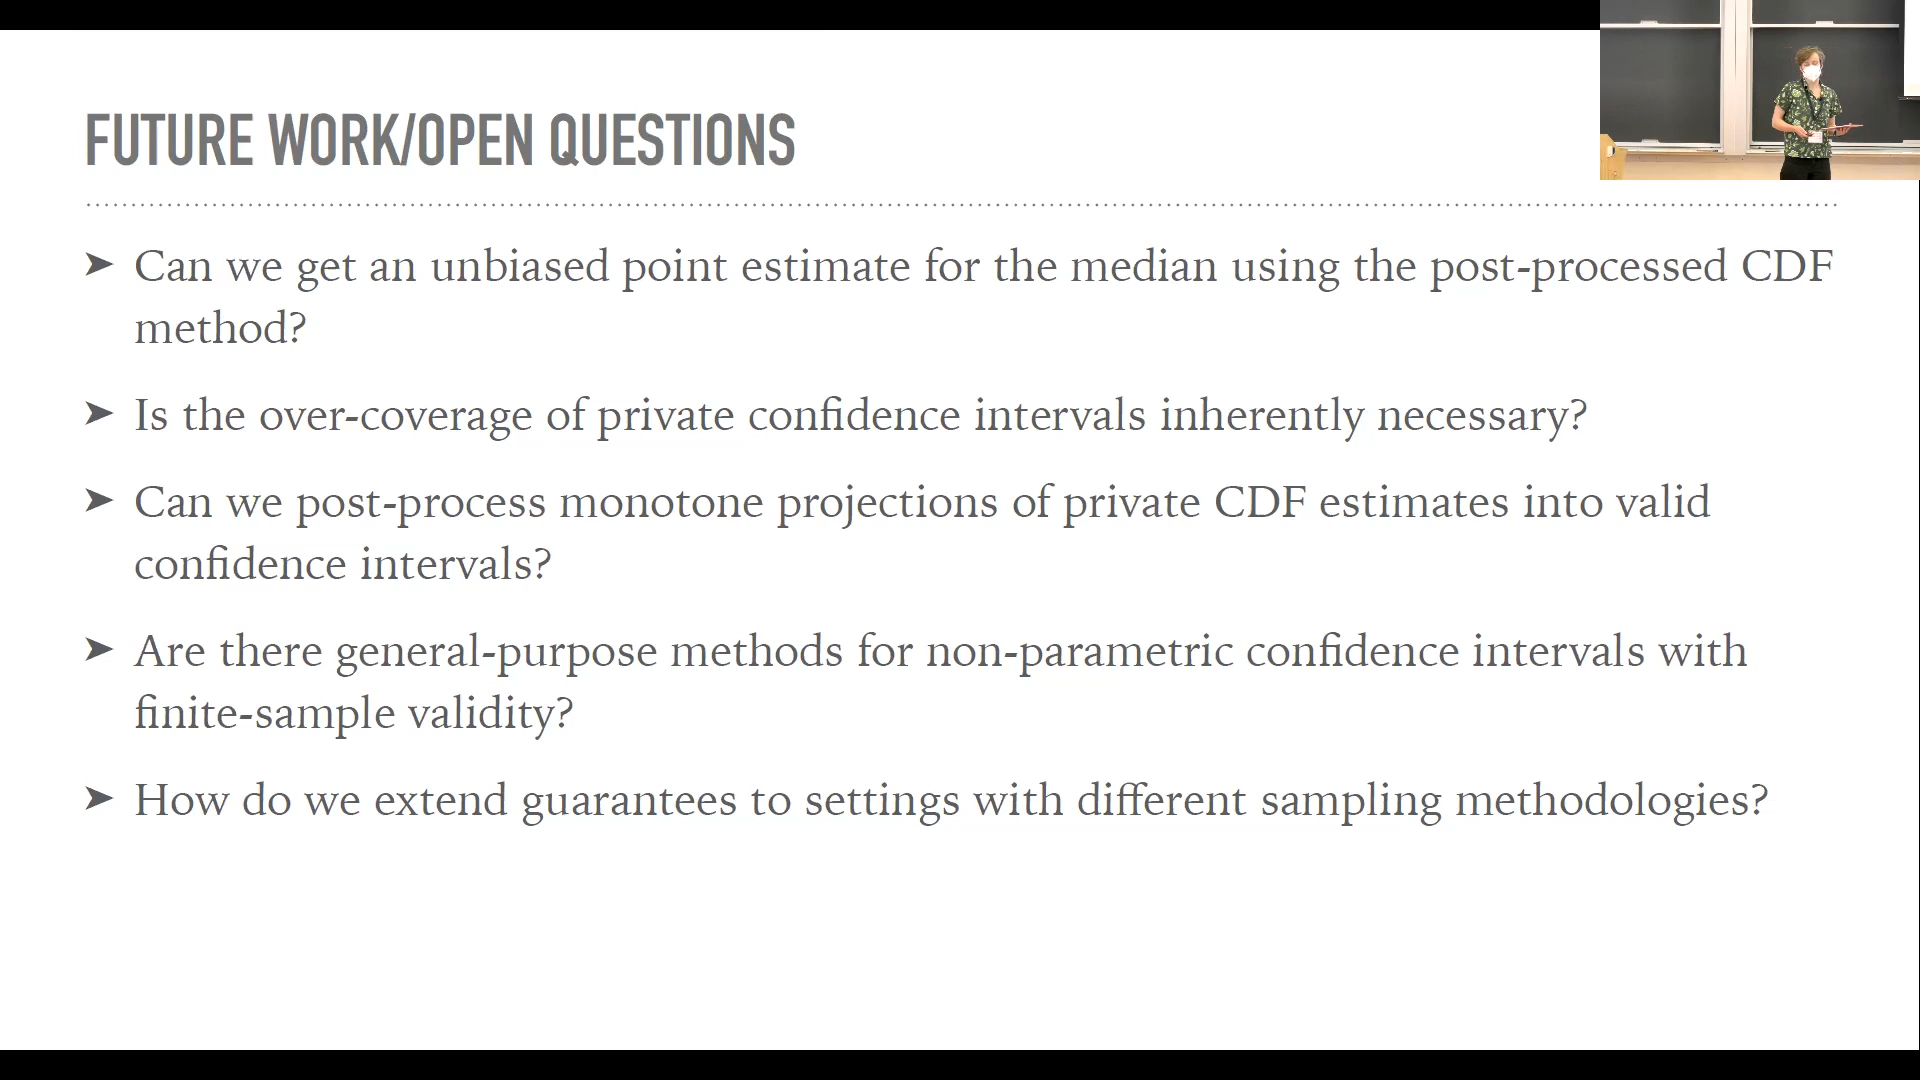 FUTURE WORK/OPEN QUESTIONS
➤ Can we get an unbiased point estimate for the median using the post-processed CDF
method?
➤ Is the over-coverage of private confidence intervals inherently necessary?
➤ Can we post-process monotone projections of private CDF estimates into valid
confidence intervals?
➤ Are there general-purpose methods for non-parametric confidence intervals with
finite-sample validity?
➤ How do we extend guarantees to settings with different sampling methodologies?